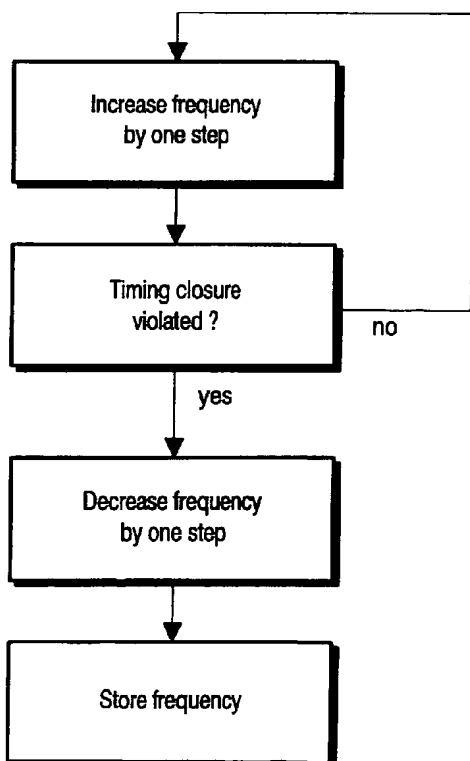 Increase frequency
by one step
Timing closure
violated ?
no
yes
Decrease frequency
by one step
Store frequency